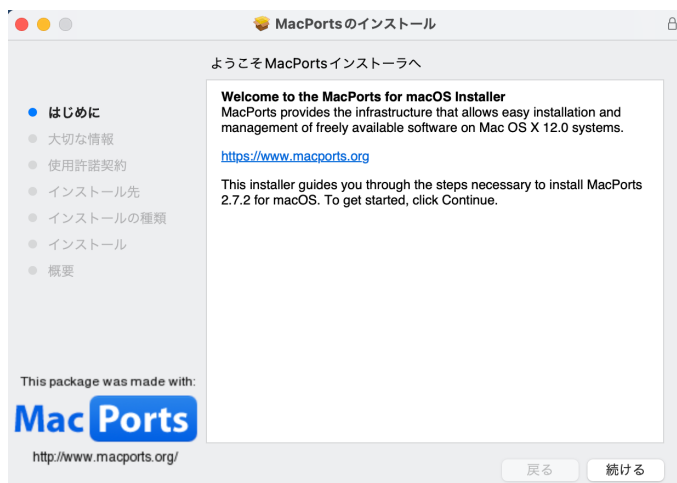 MacPortsのインストール
ようこそMacPortsインストーラへ
はじめに
大切な情報
使用許諾契約
インストール先
インストールの種類
インストール
概要
Welcome to the MacPorts for macOS Installer
MacPorts provides the infrastructure that allows easy installation and
management of freely available software on Mac OS X 12.0 systems.
https://www.macports.org
This installer guides you through the steps necessary to install MacPorts
2.7.2 for macOS. To get started, click Continue.
This package was made with:
MacPorts
http://www.macports.org/
戻る
続ける